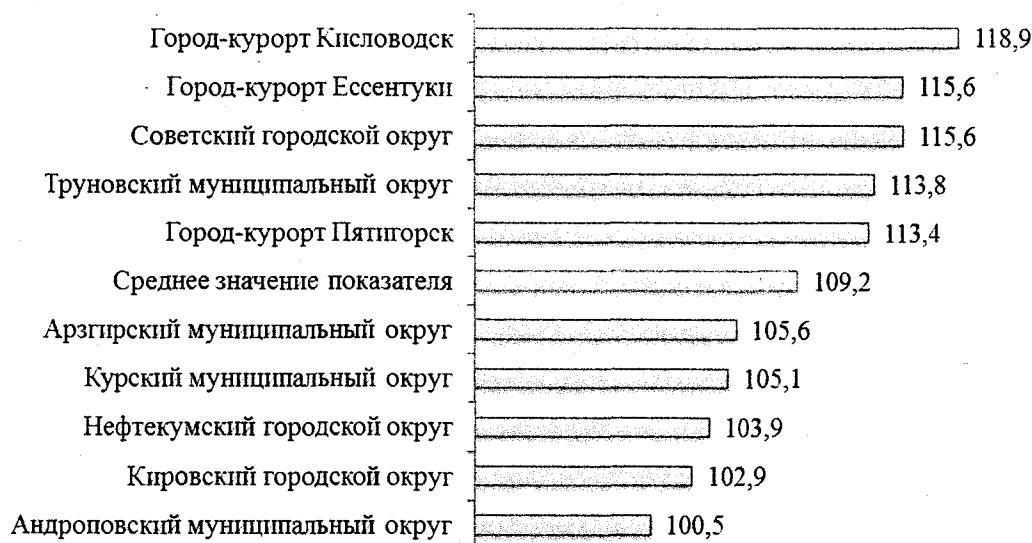 Город-курорт Кисловодск 118,9
Город-курорт Ессентуки 115,6
Советский городской округ 115,6
Труновский муниципальный округ 113,8
Город-курорт Пятигорск 113,4
Среднее значение показателя 109,2
Арзгирский муниципальный округ 105,6
Курский муниципальный округ 105,1
Нефтекумский городской округ 103,9
Кировский городской округ 102,9
Андроповский муниципальный округ 100,5